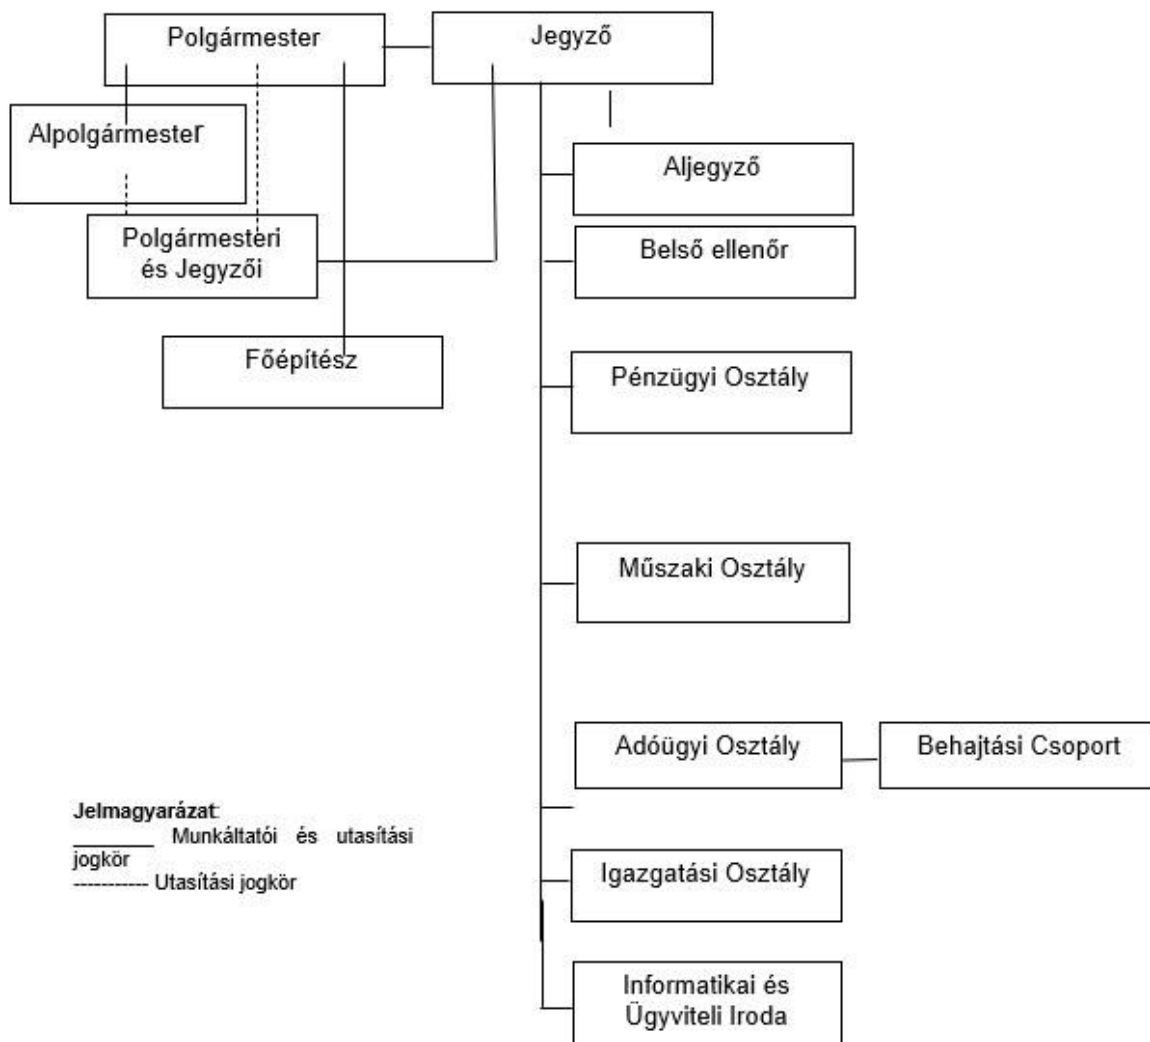 Polgármester
Jegyző
Alpolgármester
Aljegyző
Polgármesteri
és Jegyzői
Belső ellenőr
Főépítész
Pénzügyi Osztály
Műszaki Osztály
Adóügyi Osztály
Behajtási Csoport
Jelmagyarázat:
________ Munkáltatói és utasítási
jogkör
------------ Utasítási jogkör
Igazgatási Osztály
Informatikai és
Ügyviteli Iroda